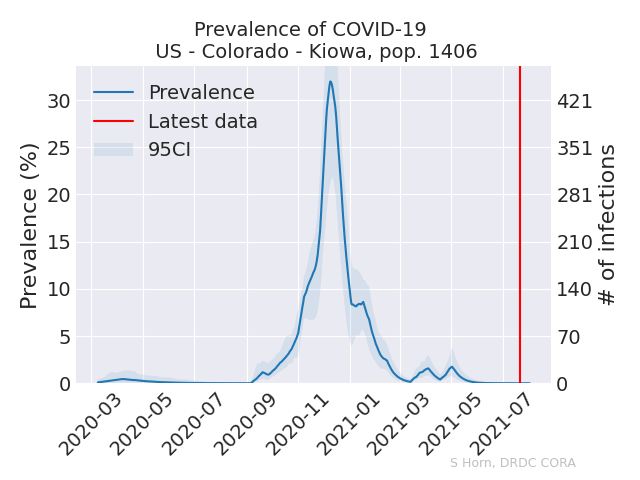 Prevalence of COVID-19
US - Colorado - Kiowa, pop. 1406
Prevalence
Latest data
95CI
Prevalence (%)
30
25
20
15
10
5
0
421
351
281
210
140
70
0
# of infections
2020-03
2020-05
2020-07
2020-09
2020-11
2021-01
2021-03
2021-05
2021-07
S Horn, DRDC CORA